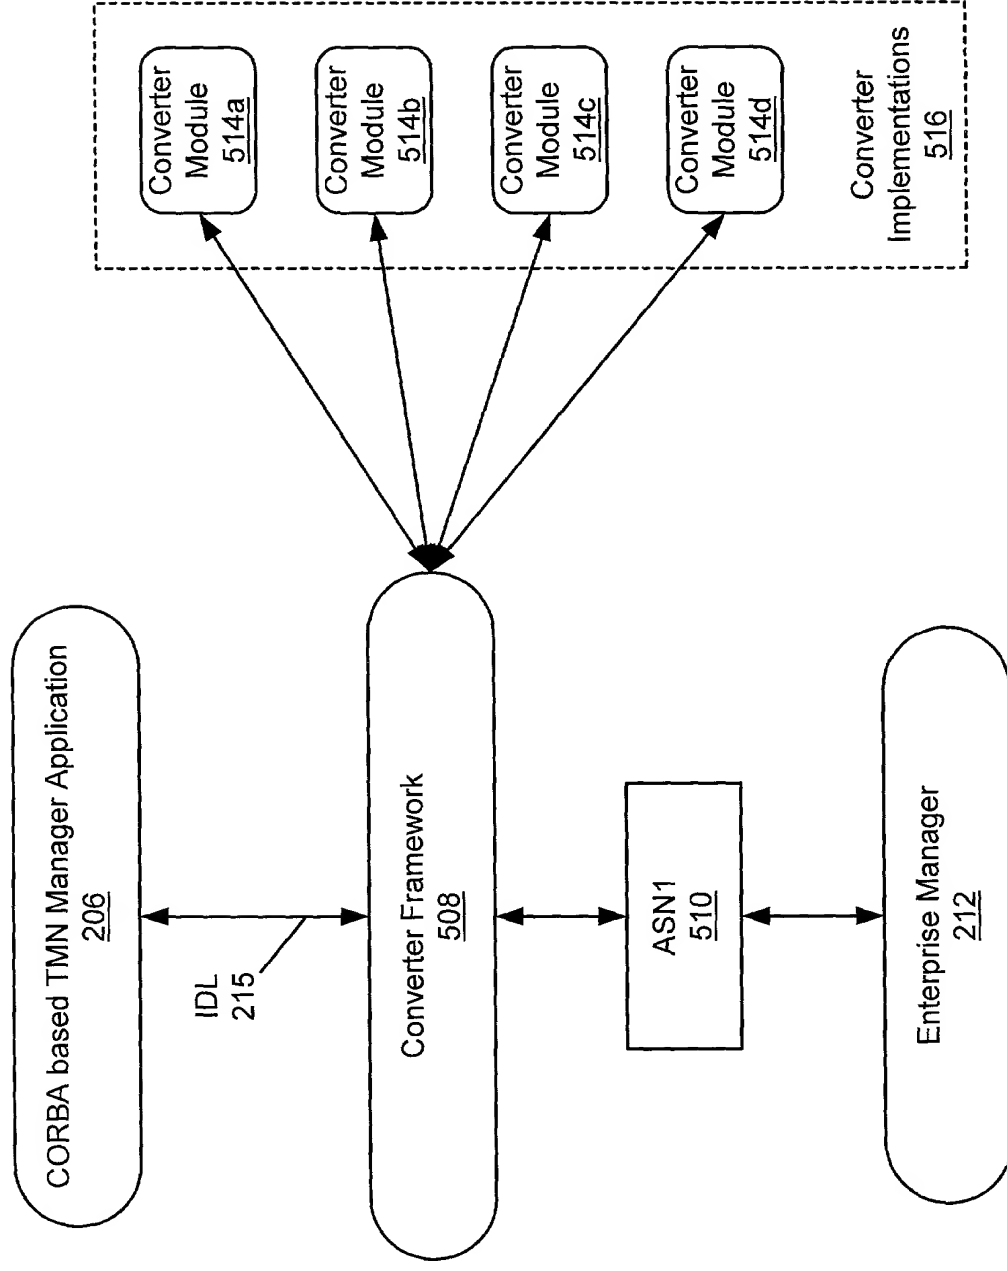 CORBA based TMN Manager Application
206
IDL
215
Converter Framework
508
ASN1
510
Enterprise Manager
212
Converter
Module
514a
Converter
Module
514b
Converter
Module
514c
Converter
Module
514d
Converter
Implementations
516